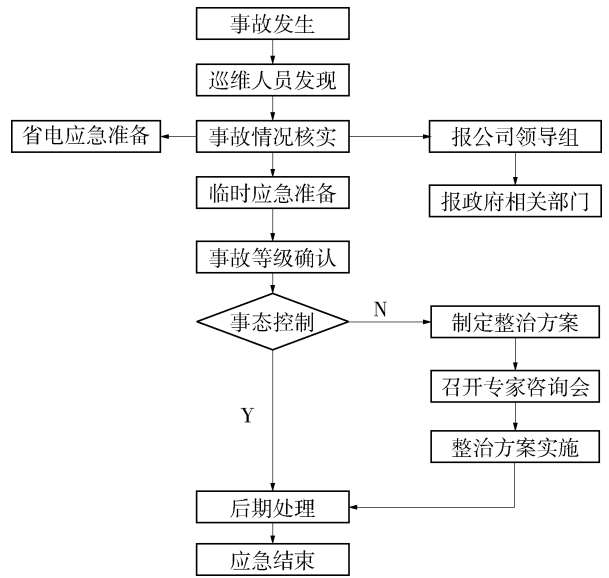 事故发生
巡维人员发现
省电应急准备
事故情况核实
报公司领导组
临时应急准备
报政府相关部门
事故等级确认
事态控制
N
制定整治方案
召开专家咨询会
Y
整治方案实施
后期处理
应急结束